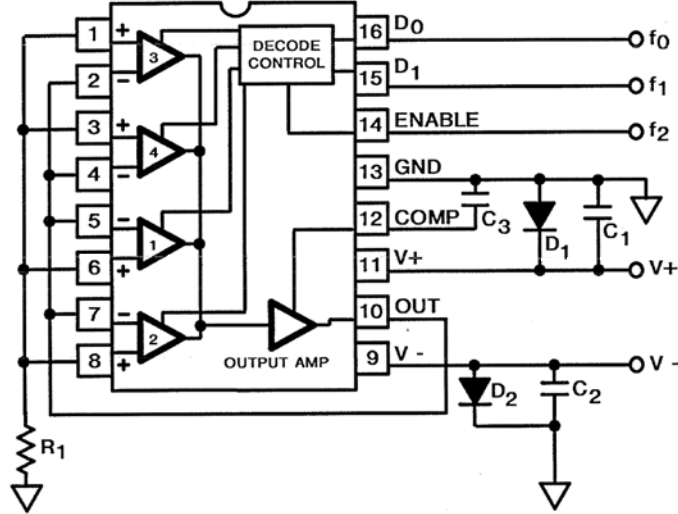 1 + 3 DECODE CONTROL 16 D0 f0
2 − 15 D1 f1
3 + 4 14 ENABLE f2
4 − 13 GND
5 − 1 12 COMP C3 D1 C1
6 + 11 V+ V+
7 − 2 10 OUT
8 + OUTPUT AMP 9 V - V -
D2 C2
R1